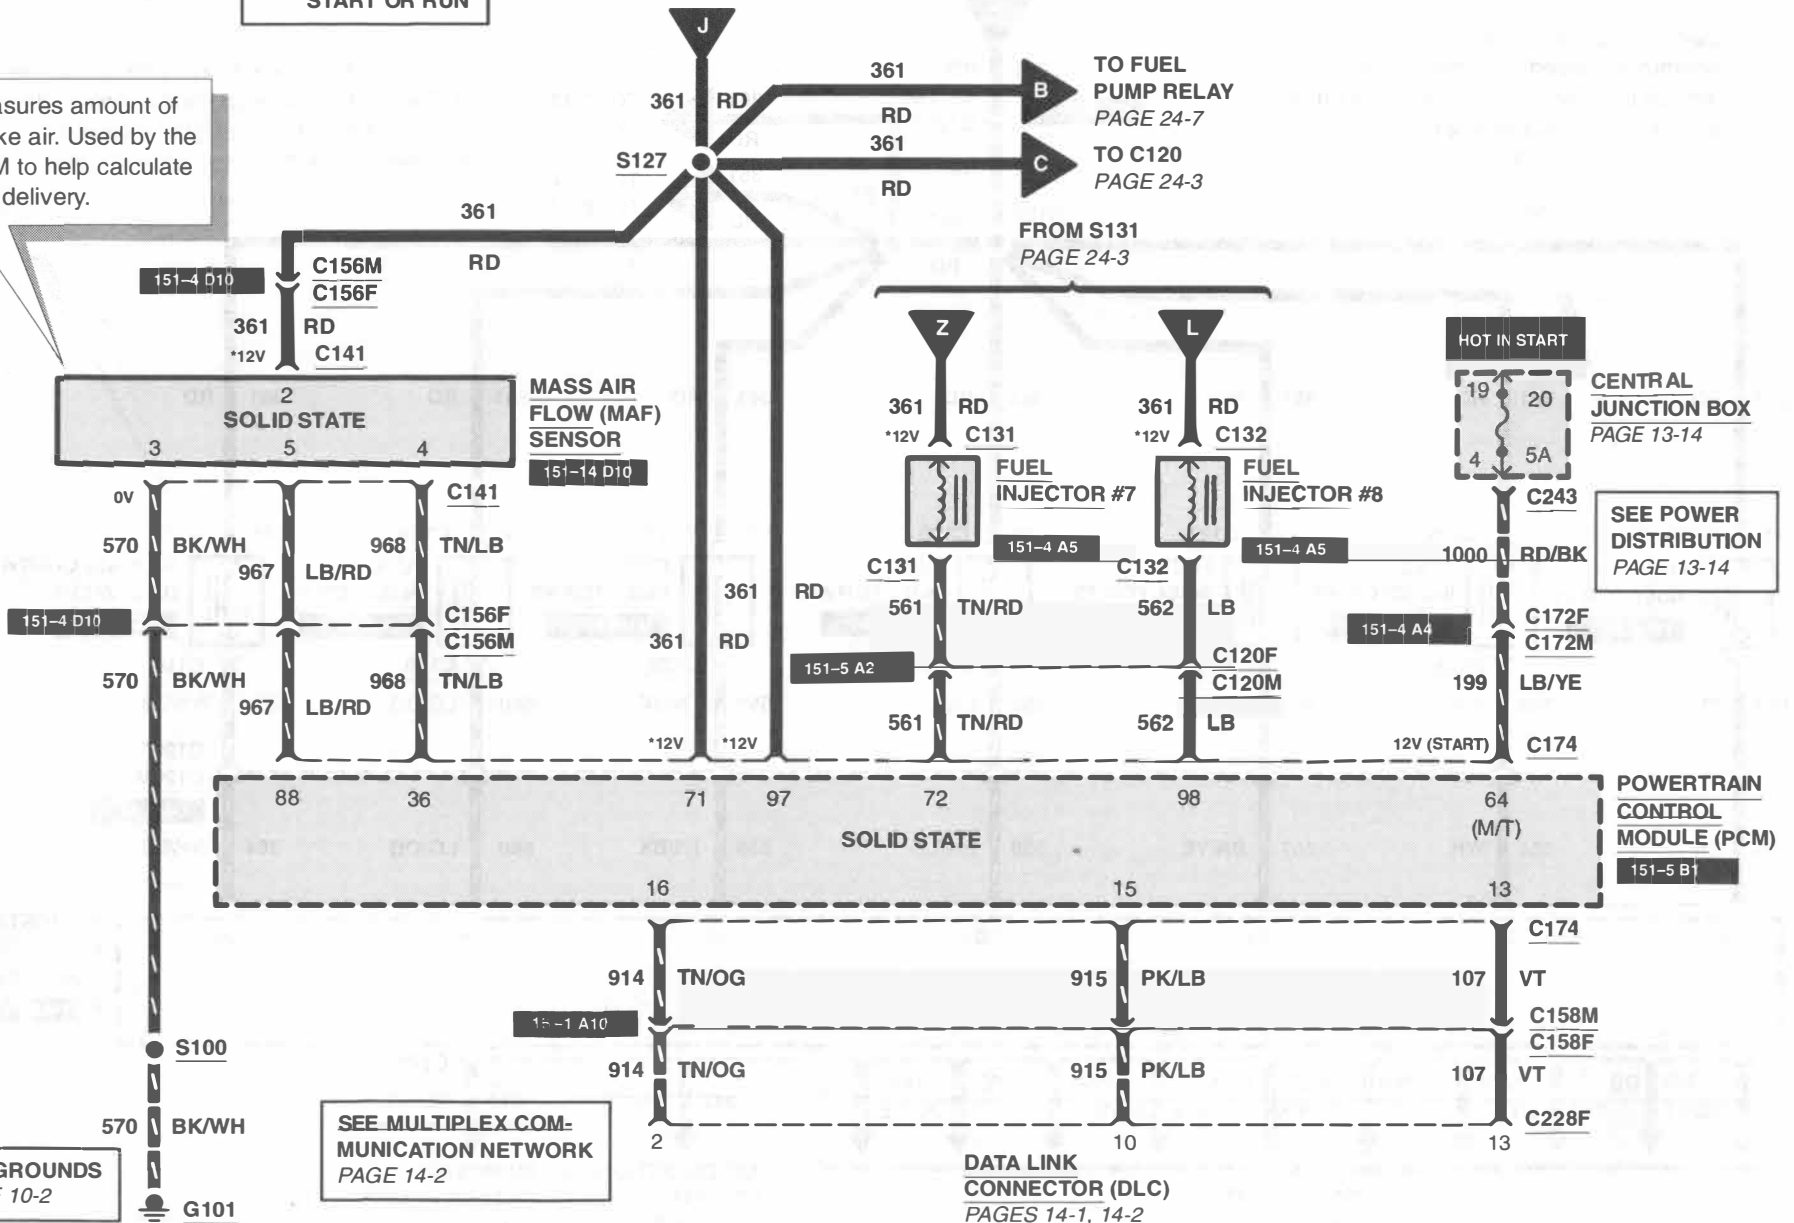 START OR RUN
J
361
B
TO FUEL
PUMP RELAY
PAGE 24-7
361 RD
RD
asures amount of
ke air. Used by the
M to help calculate
delivery.
S127
361
C
TO C120
PAGE 24-3
RD
361
RD
FROM S131
PAGE 24-3
151-4 D10
C156M
C156F
361 RD
*12V
C141
Z
L
HOT IN START
2
SOLID STATE
3 5 4
MASS AIR
FLOW (MAF)
SENSOR
151-14 D10
361 RD
*12V
C131
361 RD
*12V
C132
19 20
4 5A
CENTRAL
JUNCTION BOX
PAGE 13-14
FUEL
INJECTOR #7
FUEL
INJECTOR #8
0V
C141
C243
SEE POWER
DISTRIBUTION
PAGE 13-14
570 BK/WH
967 LB/RD
968 TN/LB
151-4 A5
151-4 A5
1000 RD/BK
C131
C132
361 RD
561 TN/RD
562 LB
151-4 D10
C156F
C156M
361 RD
151-4 A4
C172F
C172M
151-5 A2
C120F
C120M
570 BK/WH
967 LB/RD
968 TN/LB
199 LB/YE
561 TN/RD
562 LB
*12V *12V
12V (START)
C174
88 36 71 97 72 98 64
(M/T)
SOLID STATE
16 15 13
POWERTRAIN
CONTROL
MODULE (PCM)
151-5 B1
C174
914 TN/OG
915 PK/LB
107 VT
-1 A10
C158M
C158F
S100
914 TN/OG
915 PK/LB
107 VT
C228F
570 BK/WH
SEE MULTIPLEX COM-
MUNICATION NETWORK
PAGE 14-2
2 10 13
DATA LINK
CONNECTOR (DLC)
PAGES 14-1, 14-2
GROUNDS
10-2
G101